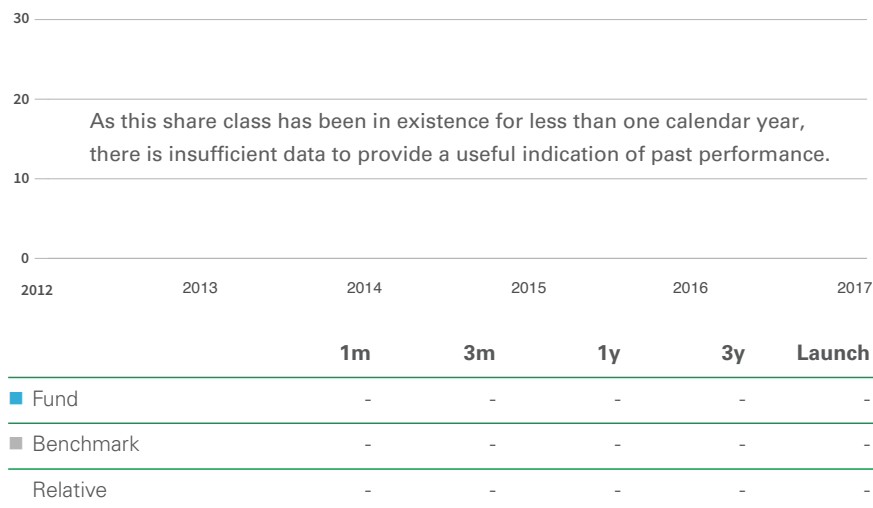 30
20
As this share class has been in existence for less than one calendar year,
there is insufficient data to provide a useful indication of past performance.
10
0
2012 2013 2014 2015 2016 2017
1m 3m 1y 3y Launch
Fund - - - - -
Benchmark - - - - -
Relative - - - - -